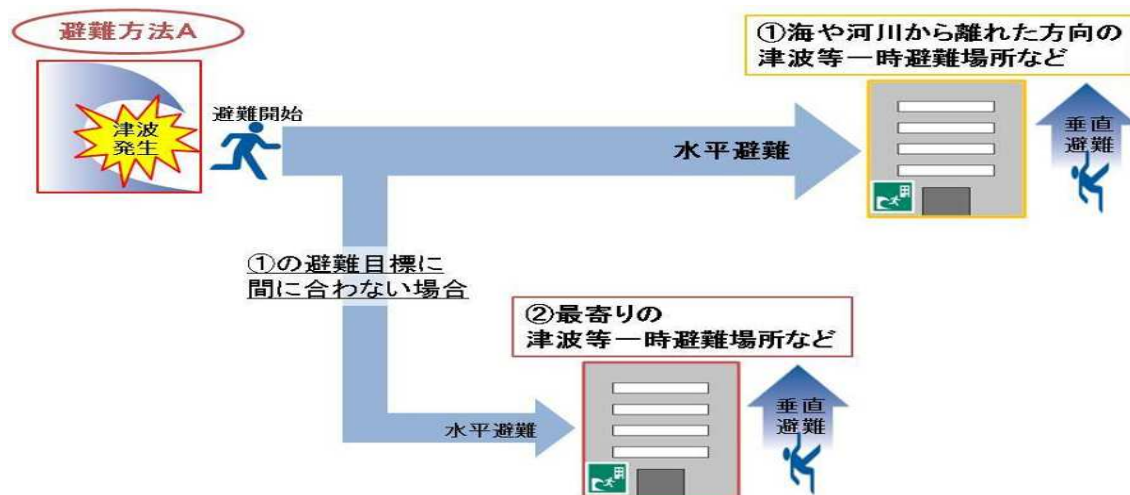 避難方法A
津波
発生
避難開始
水平避難
①海や河川から離れた方向の
津波等一時避難場所など
垂直
避難
①の避難目標に
間に合わない場合
②最寄りの
津波等一時避難場所など
水平避難
垂直
避難